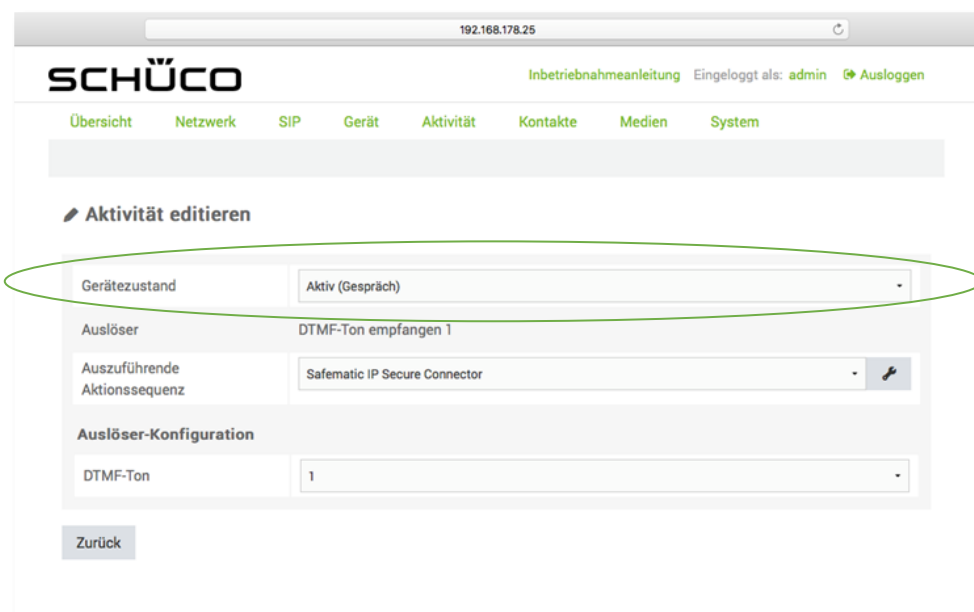 192.168.178.25
SCHÜCO
Inbetriebnahmeanleitung Eingeloggt als: admin Ausloggen
Übersicht Netzwerk SIP Gerät Aktivität Kontakte Medien System
Aktivität editieren
Gerätezustand Aktiv (Gespräch)
Auslöser DTMF-Ton empfangen 1
Auszuführende
Aktionssequenz Safematic IP Secure Connector
Auslöser-Konfiguration
DTMF-Ton 1
Zurück